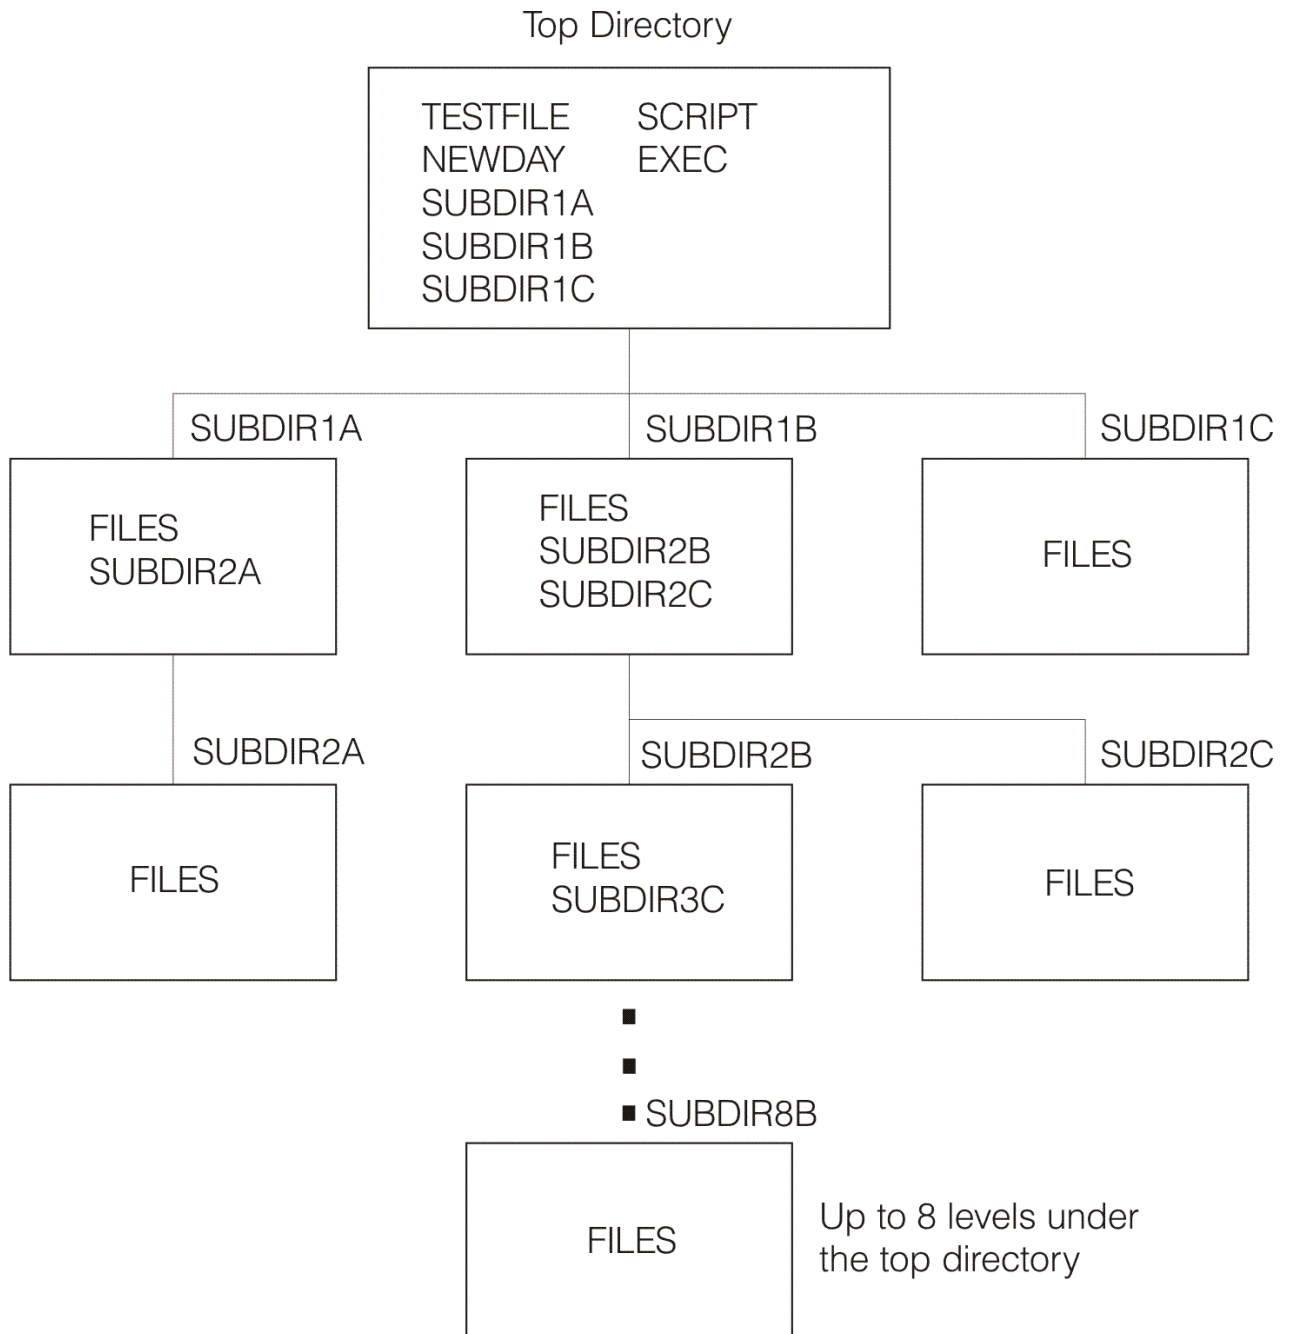 Top Directory
TESTFILE SCRIPT
NEWDAY EXEC
SUBDIR1A
SUBDIR1B
SUBDIR1C
SUBDIR1A
SUBDIR1B
SUBDIR1C
FILES
SUBDIR2A
FILES
SUBDIR2B
SUBDIR2C
FILES
SUBDIR2A
SUBDIR2B
SUBDIR2C
FILES
FILES
SUBDIR3C
FILES
SUBDIR8B
FILES
Up to 8 levels under
the top directory